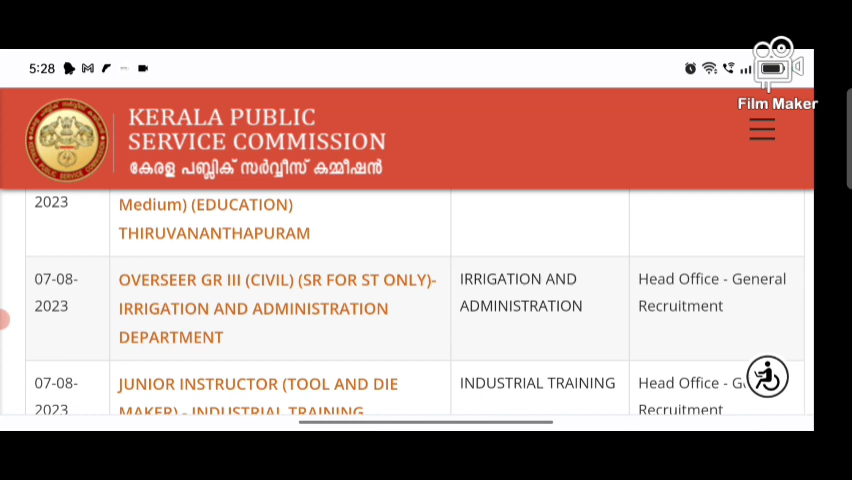 5:28
Film Maker
KERALA PUBLIC
SERVICE COMMISSION
കേരള പബ്ലിക് സർവ്വീസ് കമ്മീഷൻ
2023
Medium) (EDUCATION)
THIRUVANANTHAPURAM
07-08-
2023
OVERSEER GR III (CIVIL) (SR FOR ST ONLY)-
IRRIGATION AND ADMINISTRATION
DEPARTMENT
IRRIGATION AND
ADMINISTRATION
Head Office - General
Recruitment
07-08-
2023
JUNIOR INSTRUCTOR (TOOL AND DIE
MAKER) - INDUSTRIAL TRAINING
INDUSTRIAL TRAINING
Head Office - G
Recruitment